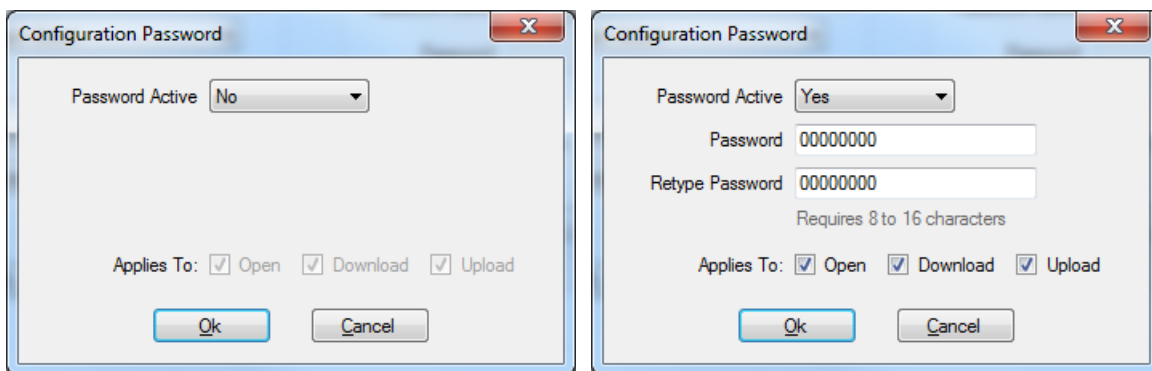 Configuration Password
Password Active No
Applies To: Open Download Upload
Ok Cancel
Configuration Password
Password Active Yes
Password 00000000
Retype Password 00000000
Requires 8 to 16 characters
Applies To: Open Download Upload
Ok Cancel